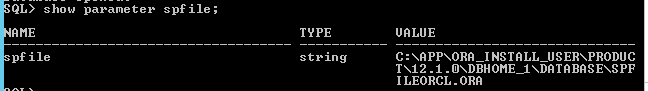 SQL> show parameter spfile;
NAME TYPE VALUE
spfile string C:\APP\ORA_INSTALL_USER\PRODUC
T\12.1.0\DBHOME_1\DATABASE\SPF
ILEORCL.ORA